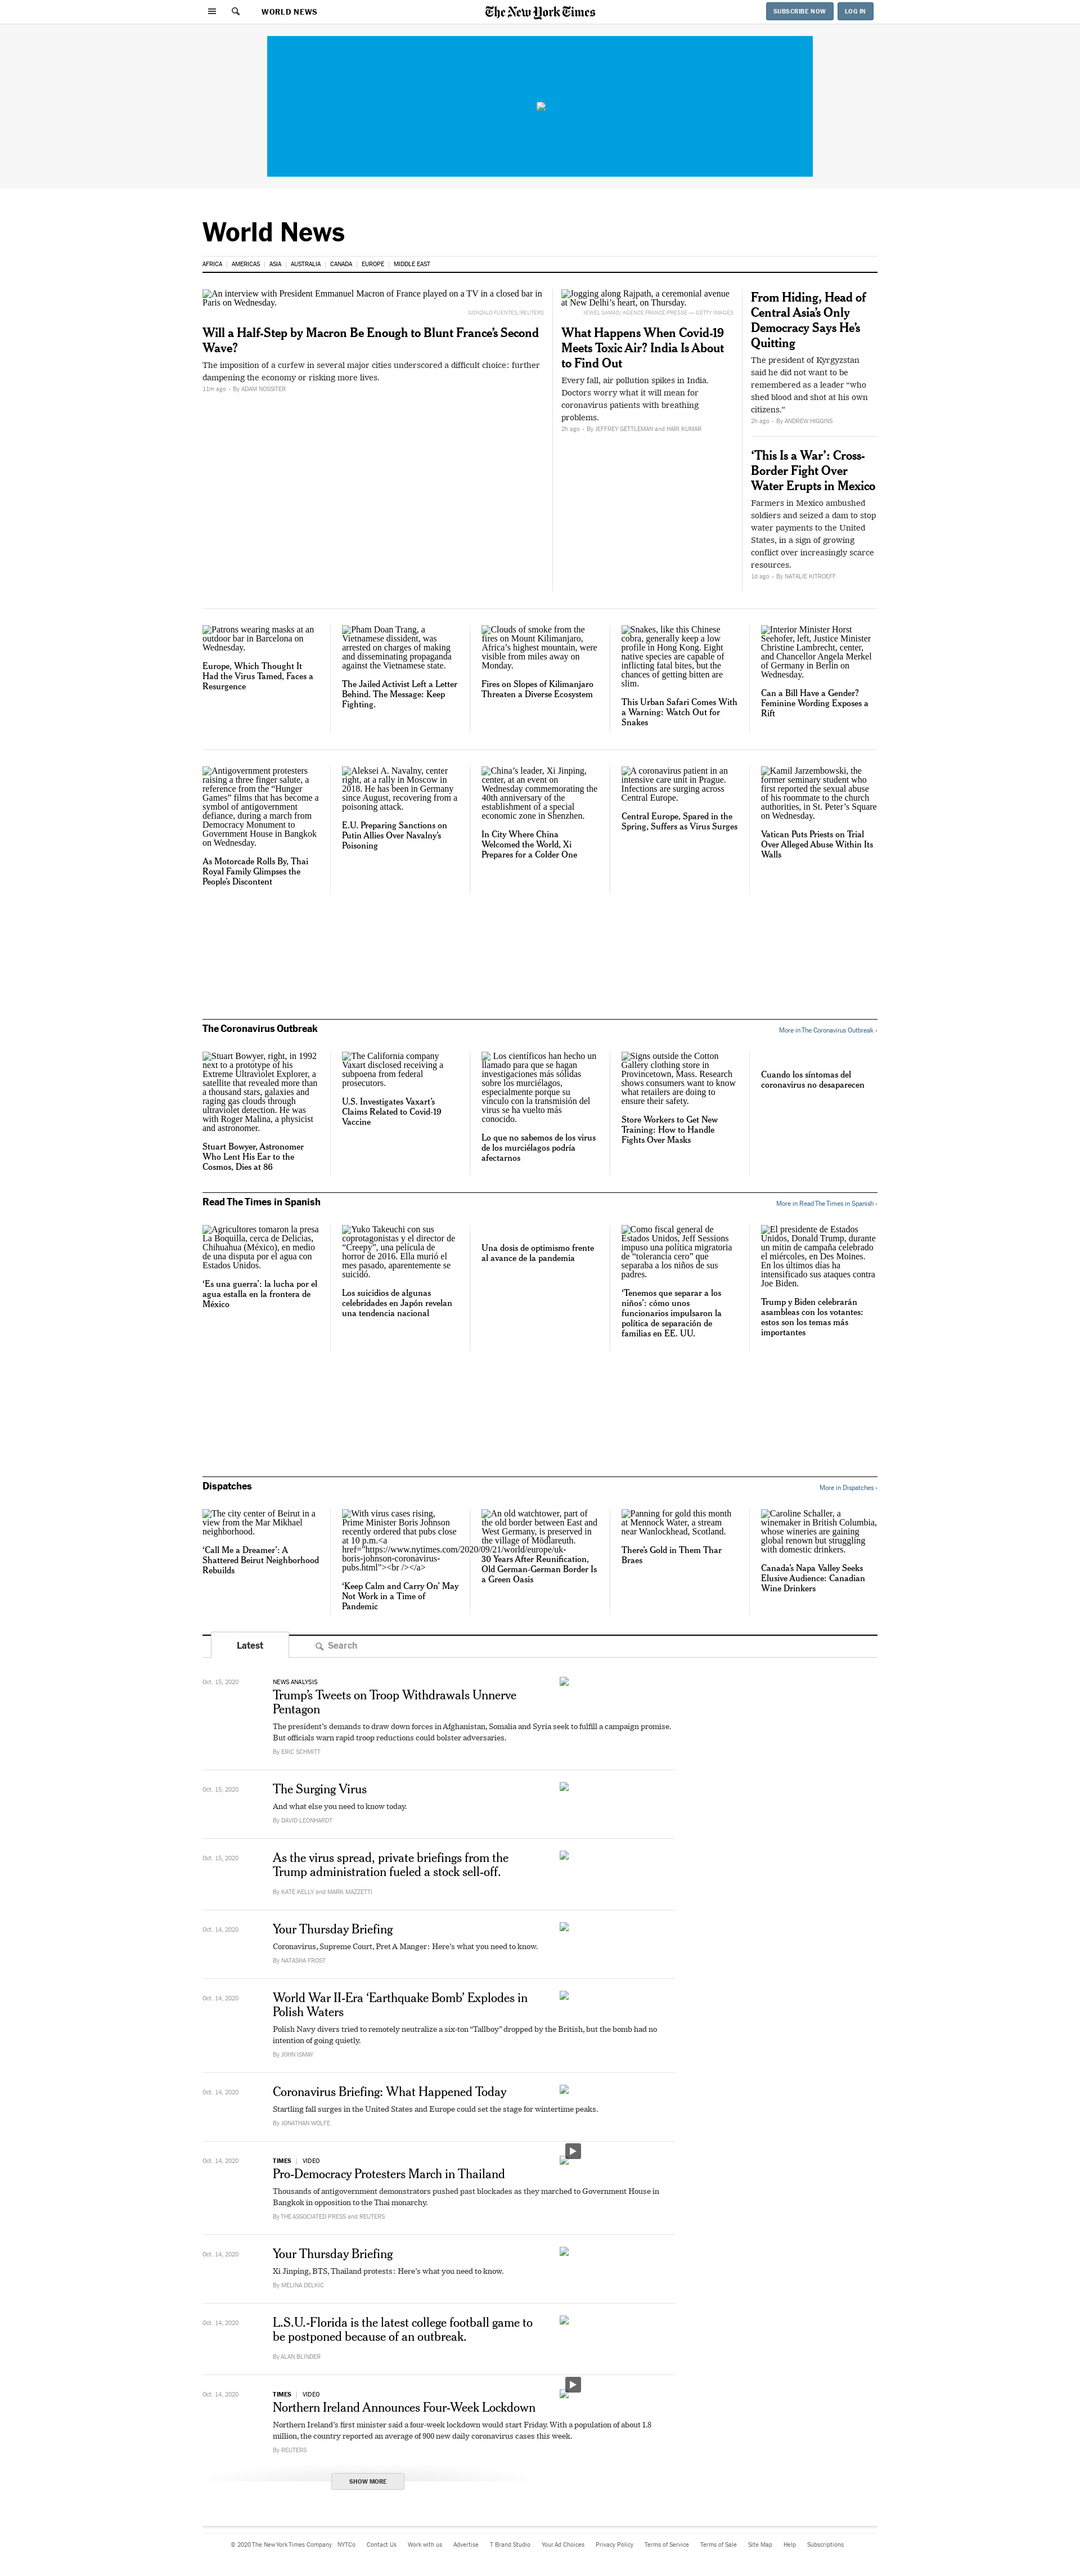 WORLD NEWS
The New York Times
SUBSCRIBE NOW
LOG IN
World News
AFRICA
AMERICAS
ASIA
AUSTRALIA
CANADA
EUROPE
MIDDLE EAST
An interview with President Emmanuel Macron of France played on a TV in a closed bar in
Paris on Wednesday.
GONZALO FUENTES/REUTERS
Will a Half-Step by Macron Be Enough to Blunt France's Second
Wave?
The imposition of a curfew in several major cities underscored a difficult choice: further
dampening the economy or risking more lives.
11m ago • By ADAM NOSSITER
Jogging along Rajpath, a ceremonial avenue
at New Delhi's heart, on Thursday.
JEWEL SAMAD/AGENCE FRANCE-PRESSE — GETTY IMAGES
What Happens When Covid-19
Meets Toxic Air? India Is About
to Find Out
Every fall, air pollution spikes in India.
Doctors worry what it will mean for
coronavirus patients with breathing
problems.
2h ago • By JEFFREY GETTLEMAN and HARI KUMAR
From Hiding, Head of
Central Asia's Only
Democracy Says He's
Quitting
The president of Kyrgyzstan
said he did not want to be
remembered as a leader “who
shed blood and shot at his own
citizens.”
2h ago • By ANDREW HIGGINS
‘This Is a War’: Cross-
Border Fight Over
Water Erupts in Mexico
Farmers in Mexico ambushed
soldiers and seized a dam to stop
water payments to the United
States, in a sign of growing
conflict over increasingly scarce
resources.
1d ago • By NATALIE KITROEFF
Patrons wearing masks at an
outdoor bar in Barcelona on
Wednesday.
Europe, Which Thought It
Had the Virus Tamed, Faces a
Resurgence
Pham Doan Trang, a
Vietnamese dissident, was
arrested on charges of making
and disseminating propaganda
against the Vietnamese state.
The Jailed Activist Left a Letter
Behind. The Message: Keep
Fighting.
Clouds of smoke from the
fires on Mount Kilimanjaro,
Africa's highest mountain, were
visible from miles away on
Monday.
Fires on Slopes of Kilimanjaro
Threaten a Diverse Ecosystem
Snakes, like this Chinese
cobra, generally keep a low
profile in Hong Kong. Eight
native species are capable of
inflicting fatal bites, but the
chances of getting bitten are
slim.
This Urban Safari Comes With
a Warning: Watch Out for
Snakes
Interior Minister Horst
Seehofer, left, Justice Minister
Christine Lambrecht, center,
and Chancellor Angela Merkel
of Germany in Berlin on
Wednesday.
Can a Bill Have a Gender?
Feminine Wording Exposes a
Rift
Antigovernment protesters
raising a three finger salute, a
reference from the “Hunger
Games” films that has become a
symbol of antigovernment
defiance, during a march from
Democracy Monument to
Government House in Bangkok
on Wednesday.
As Motorcade Rolls By, Thai
Royal Family Glimpses the
People's Discontent
Aleksei A. Navalny, center
right, at a rally in Moscow in
2018. He has been in Germany
since August, recovering from a
poisoning attack.
E.U. Preparing Sanctions on
Putin Allies Over Navalny's
Poisoning
China's leader, Xi Jinping,
center, at an event on
Wednesday commemorating the
40th anniversary of the
establishment of a special
economic zone in Shenzhen.
In City Where China
Welcomed the World, Xi
Prepares for a Colder One
A coronavirus patient in an
intensive care unit in Prague.
Infections are surging across
Central Europe.
Central Europe, Spared in the
Spring, Suffers as Virus Surges
Kamil Jarzembowski, the
former seminary student who
first reported the sexual abuse
of his roommate to the church
authorities, in St. Peter's Square
on Wednesday.
Vatican Puts Priests on Trial
Over Alleged Abuse Within Its
Walls
The Coronavirus Outbreak
More in The Coronavirus Outbreak ›
Stuart Bowyer, right, in 1992
next to a prototype of his
Extreme Ultraviolet Explorer, a
satellite that revealed more than
a thousand stars, galaxies and
raging gas clouds through
ultraviolet detection. He was
with Roger Malina, a physicist
and astronomer.
Stuart Bowyer, Astronomer
Who Lent His Ear to the
Cosmos, Dies at 86
The California company
Vaxart disclosed receiving a
subpoena from federal
prosecutors.
U.S. Investigates Vaxart's
Claims Related to Covid-19
Vaccine
Los científicos han hecho un
llamado para que se hagan
investigaciones más sólidas
sobre los murciélagos,
especialmente porque su
vínculo con la transmisión del
virus se ha vuelto más
conocido.
Lo que no sabemos de los virus
de los murciélagos podría
afectarnos
Signs outside the Cotton
Gallery clothing store in
Provincetown, Mass. Research
shows consumers want to know
what retailers are doing to
ensure their safety.
Store Workers to Get New
Training: How to Handle
Fights Over Masks
Cuando los síntomas del
coronavirus no desaparecen
Read The Times in Spanish
More in Read The Times in Spanish ›
Agricultores tomaron la presa
La Boquilla, cerca de Delicias,
Chihuahua (México), en medio
de una disputa por el agua con
Estados Unidos.
‘Es una guerra’: la lucha por el
agua estalla en la frontera de
México
Yuko Takeuchi con sus
coprotagonistas y el director de
“Creepy”, una película de
horror de 2016. Ella murió el
mes pasado, aparentemente se
suicidó.
Los suicidios de algunas
celebridades en Japón revelan
una tendencia nacional
Una dosis de optimismo frente
al avance de la pandemia
Como fiscal general de
Estados Unidos, Jeff Sessions
impuso una política migratoria
de “tolerancia cero” que
separaba a los niños de sus
padres.
‘Tenemos que separar a los
niños’: cómo unos
funcionarios impulsaron la
política de separación de
familias en EE. UU.
El presidente de Estados
Unidos, Donald Trump, durante
un mitin de campaña celebrado
el miércoles, en Des Moines.
En los últimos días ha
intensificado sus ataques contra
Joe Biden.
Trump y Biden celebrarán
asambleas con los votantes:
estos son los temas más
importantes
Dispatches
More in Dispatches ›
The city center of Beirut in a
view from the Mar Mikhael
neighborhood.
‘Call Me a Dreamer’: A
Shattered Beirut Neighborhood
Rebuilds
With virus cases rising,
Prime Minister Boris Johnson
recently ordered that pubs close
at 10 p.m.<a
href="https://www.nytimes.com/2020/09/21/world/europe/uk-
boris-johnson-coronavirus-
pubs.html"><br /></a>
‘Keep Calm and Carry On’ May
Not Work in a Time of
Pandemic
An old watchtower, part of
the old border between East and
West Germany, is preserved in
the village of Mödlareuth.
30 Years After Reunification,
Old German-German Border Is
a Green Oasis
Panning for gold this month
at Mennock Water, a stream
near Wanlockhead, Scotland.
There's Gold in Them Thar
Braes
Caroline Schaller, a
winemaker in British Columbia,
whose wineries are gaining
global renown but struggling
with domestic drinkers.
Canada's Napa Valley Seeks
Elusive Audience: Canadian
Wine Drinkers
Latest
Search
Oct. 15, 2020
NEWS ANALYSIS
Trump's Tweets on Troop Withdrawals Unnerve
Pentagon
The president's demands to draw down forces in Afghanistan, Somalia and Syria seek to fulfill a campaign promise.
But officials warn rapid troop reductions could bolster adversaries.
By ERIC SCHMITT
Oct. 15, 2020
The Surging Virus
And what else you need to know today.
By DAVID LEONHARDT
Oct. 15, 2020
As the virus spread, private briefings from the
Trump administration fueled a stock sell-off.
By KATE KELLY and MARK MAZZETTI
Oct. 14, 2020
Your Thursday Briefing
Coronavirus, Supreme Court, Pret A Manger: Here's what you need to know.
By NATASHA FROST
Oct. 14, 2020
World War II-Era ‘Earthquake Bomb’ Explodes in
Polish Waters
Polish Navy divers tried to remotely neutralize a six-ton “Tallboy” dropped by the British, but the bomb had no
intention of going quietly.
By JOHN ISMAY
Oct. 14, 2020
Coronavirus Briefing: What Happened Today
Startling fall surges in the United States and Europe could set the stage for wintertime peaks.
By JONATHAN WOLFE
Oct. 14, 2020
TIMES | VIDEO
Pro-Democracy Protesters March in Thailand
Thousands of antigovernment demonstrators pushed past blockades as they marched to Government House in
Bangkok in opposition to the Thai monarchy.
By THE ASSOCIATED PRESS and REUTERS
Oct. 14, 2020
Your Thursday Briefing
Xi Jinping, BTS, Thailand protests: Here's what you need to know.
By MELINA DELKIC
Oct. 14, 2020
L.S.U.-Florida is the latest college football game to
be postponed because of an outbreak.
By ALAN BLINDER
Oct. 14, 2020
TIMES | VIDEO
Northern Ireland Announces Four-Week Lockdown
Northern Ireland's first minister said a four-week lockdown would start Friday. With a population of about 1.8
million, the country reported an average of 900 new daily coronavirus cases this week.
By REUTERS
SHOW MORE
© 2020 The New York Times Company
NYTCo
Contact Us
Work with us
Advertise
T Brand Studio
Your Ad Choices
Privacy Policy
Terms of Service
Terms of Sale
Site Map
Help
Subscriptions